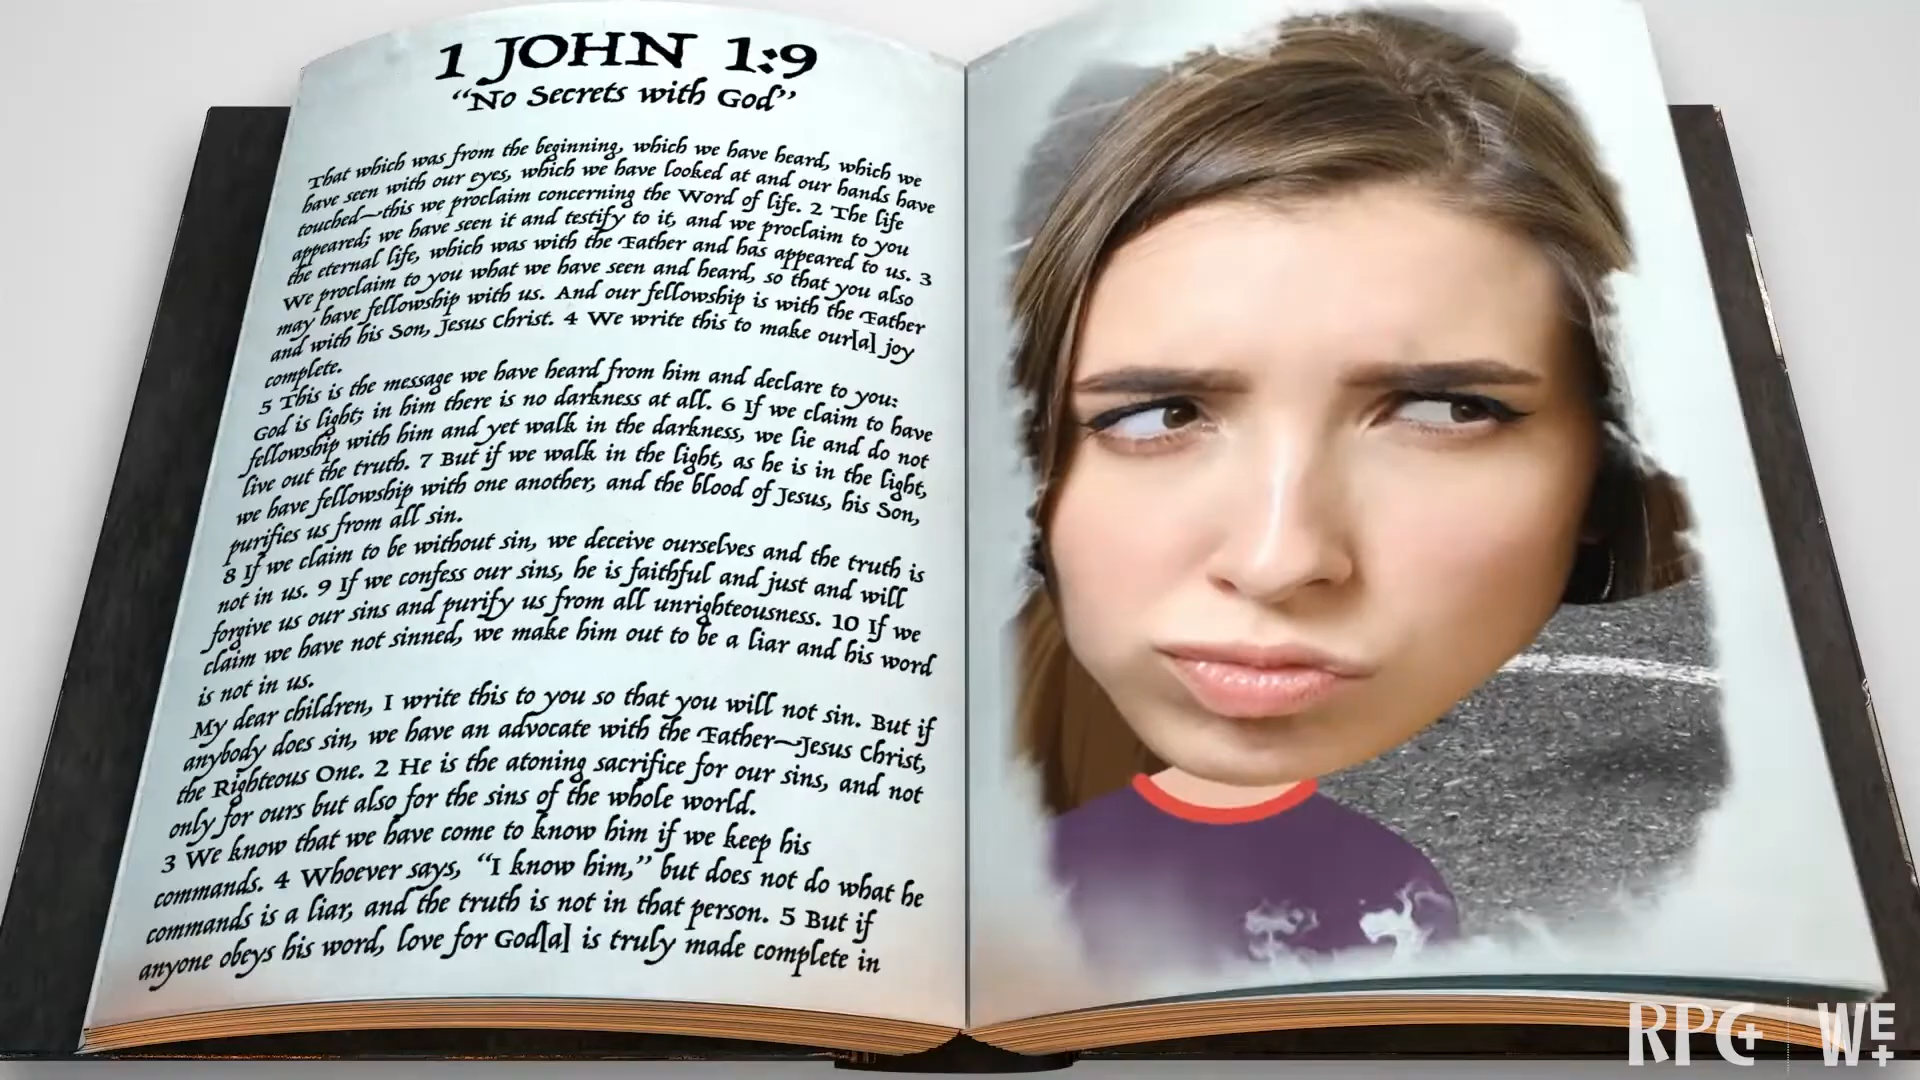 1 JOHN 1:9
“No Secrets with God”
That which was from the beginning, which we have heard, which we
have seen with our eyes, which we have looked at and our hands have
touched—this we proclaim concerning the Word of life. 2 The life
appeared; we have seen it and testify to it, and we proclaim to you
the eternal life, which was with the Father and has appeared to us. 3
We proclaim to you what we have seen and heard, so that you also
may have fellowship with us. And our fellowship is with the Father
and with his Son, Jesus Christ. 4 We write this to make our[a] joy
complete.
5 This is the message we have heard from him and declare to you:
God is light; in him there is no darkness at all. 6 If we claim to have
fellowship with him and yet walk in the darkness, we lie and do not
live out the truth. 7 But if we walk in the light, as he is in the light,
we have fellowship with one another, and the blood of Jesus, his Son,
purifies us from all sin.
8 If we claim to be without sin, we deceive ourselves and the truth is
not in us. 9 If we confess our sins, he is faithful and just and will
forgive us our sins and purify us from all unrighteousness. 10 If we
claim we have not sinned, we make him out to be a liar and his word
is not in us.
My dear children, I write this to you so that you will not sin. But if
anybody does sin, we have an advocate with the Father—Jesus Christ,
the Righteous One. 2 He is the atoning sacrifice for our sins, and not
only for ours but also for the sins of the whole world.
3 We know that we have come to know him if we keep his
commands. 4 Whoever says, “I know him,” but does not do what he
commands is a liar, and the truth is not in that person. 5 But if
anyone obeys his word, love for God[a] is truly made complete in
RPC WE